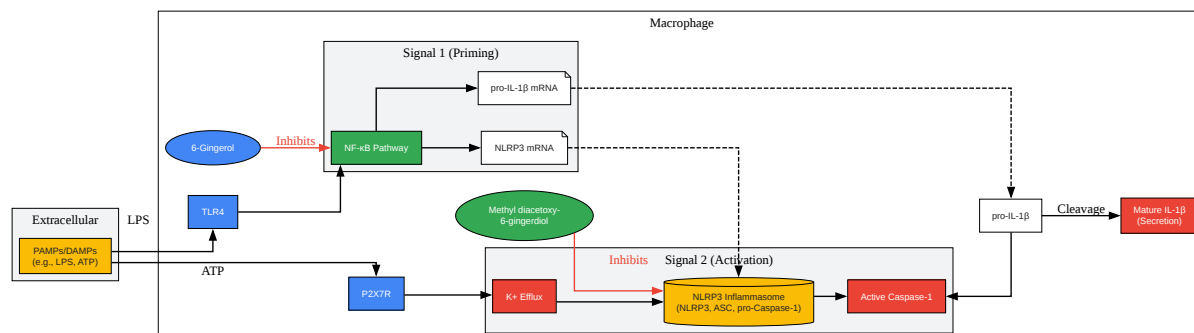 Macrophage
Signal 1 (Priming)
pro-IL-1β mRNA
6-Gingerol
Inhibits
NF-κB Pathway
NLRP3 mRNA
Extracellular
LPS
TLR4
PAMPs/DAMPs
(e.g., LPS, ATP)
ATP
Methyl diacetoxy-
6-gingerdiol
pro-IL-1β
Cleavage
Mature IL-1β
(Secretion)
Inhibits
Signal 2 (Activation)
P2X7R
K+ Efflux
NLRP3 Inflammasome
(NLRP3, ASC, pro-Caspase-1)
Active Caspase-1